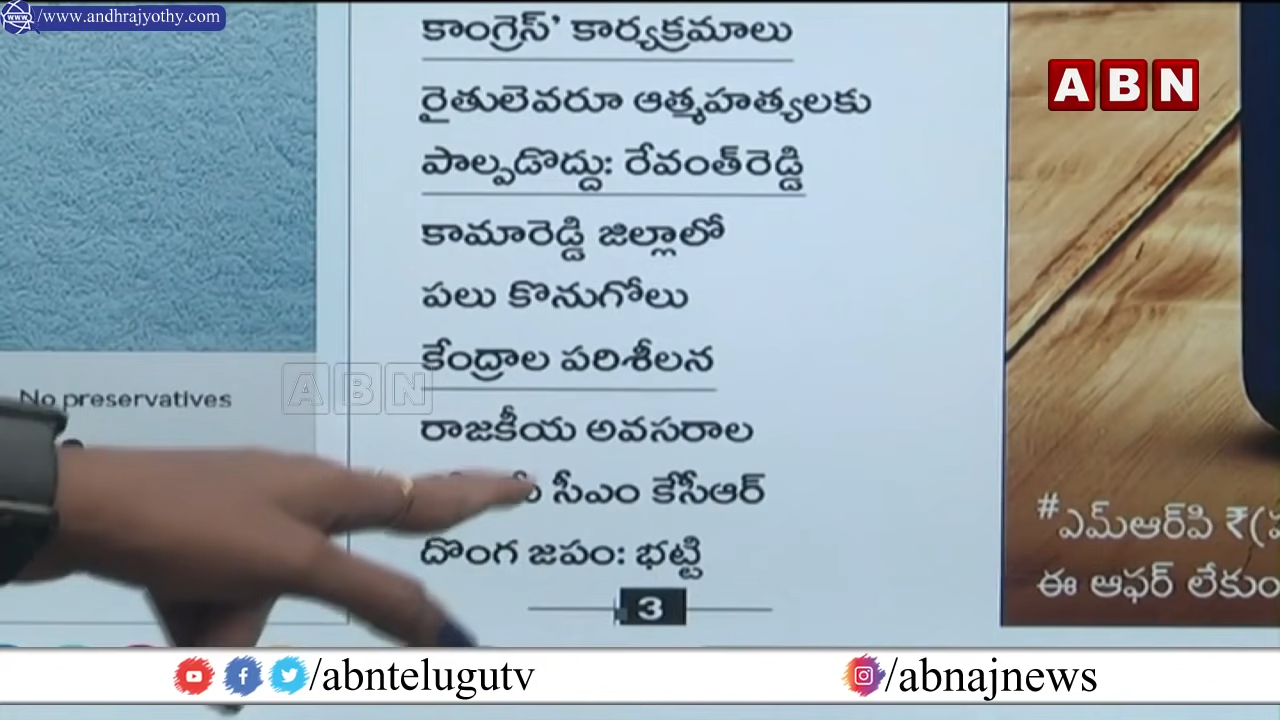 www.andhrajyothy.com
కాంగ్రెస్' కార్యక్రమాలు
ABN
రైతులెవరూ ఆత్మహత్యలకు
పాల్పడొద్దు: రేవంత్‌రెడ్డి
కామారెడ్డి జిల్లాలో
పలు కొనుగోలు
కేంద్రాల పరిశీలన
ABN
No preservatives
రాజకీయ అవసరాల
సీఎం కేసీఆర్
దొంగ జపం: భట్టి
3
#ఎమ్ఆర్‌పి ₹(
ఈ ఆఫర్
/abntelugutv
/abnajnews